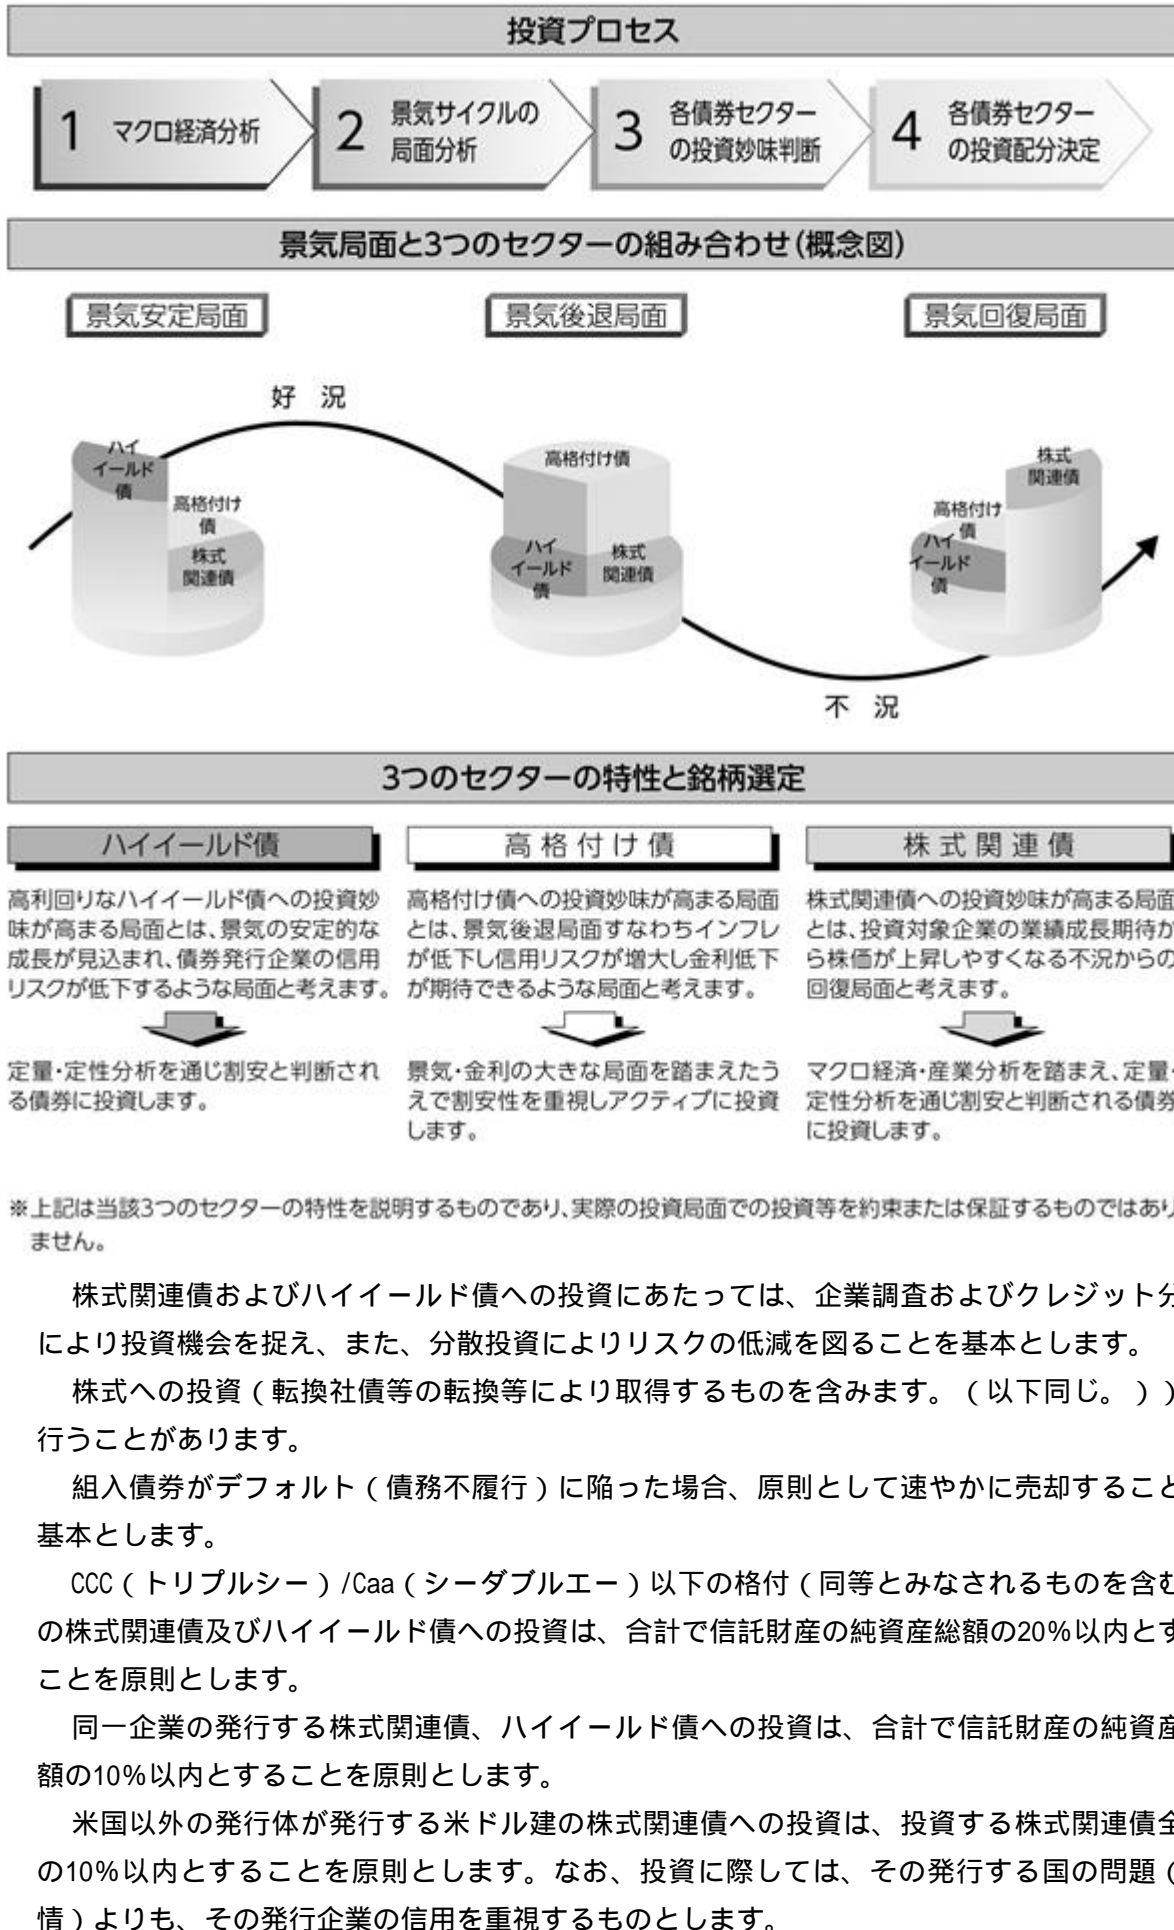 投資プロセス
1 マクロ経済分析
2 景気サイクルの
局面分析
3 各債券セクター
の投資妙味判断
4 各債券セクター
の投資配分決定
景気局面と3つのセクターの組み合わせ(概念図)
景気安定局面
景気後退局面
景気回復局面
好 況
ハイ
イールド
債
高格付け
債
株式
関連債
高格付け債
ハイ
イールド
債
株式
関連債
株式
関連債
高格付け
債
ハイ
イールド
債
不 況
3つのセクターの特性と銘柄選定
ハイイールド債
高利回りなハイイールド債への投資妙
味が高まる局面とは、景気の安定的な
成長が見込まれ、債券発行企業の信用
リスクが低下するような局面と考えます。
定量・定性分析を通じ割安と判断され
る債券に投資します。
高格付け債
高格付け債への投資妙味が高まる局面
とは、景気後退局面すなわちインフレ
が低下し信用リスクが増大し金利低下
が期待できるような局面と考えます。
景気・金利の大きな局面を踏まえたう
えで割安性を重視しアクティブに投資
します。
株式関連債
株式関連債への投資妙味が高まる局面
とは、投資対象企業の業績成長期待か
ら株価が上昇しやすくなる不況からの
回復局面と考えます。
マクロ経済・産業分析を踏まえ、定量・
定性分析を通じ割安と判断される債券
に投資します。
※上記は当該3つのセクターの特性を説明するものであり、実際の投資局面での投資等を約束または保証するものではあり
ません。
株式関連債およびハイイールド債への投資にあたっては、企業調査およびクレジット分
により投資機会を捉え、また、分散投資によりリスクの低減を図ることを基本とします。
株式への投資(転換社債等の転換等により取得するものを含みます。(以下同じ。))
行うことがあります。
組入債券がデフォルト(債務不履行)に陥った場合、原則として速やかに売却すること
基本とします。
CCC(トリプルシー)/Caa(シーダブルエー)以下の格付(同等とみなされるものを含む
の株式関連債及びハイイールド債への投資は、合計で信託財産の純資産総額の20%以内とす
ことを原則とします。
同一企業の発行する株式関連債、ハイイールド債への投資は、合計で信託財産の純資産
額の10%以内とすることを原則とします。
米国以外の発行体が発行する米ドル建の株式関連債への投資は、投資する株式関連債全
の10%以内とすることを原則とします。なお、投資に際しては、その発行する国の問題(
情)よりも、その発行企業の信用を重視するものとします。